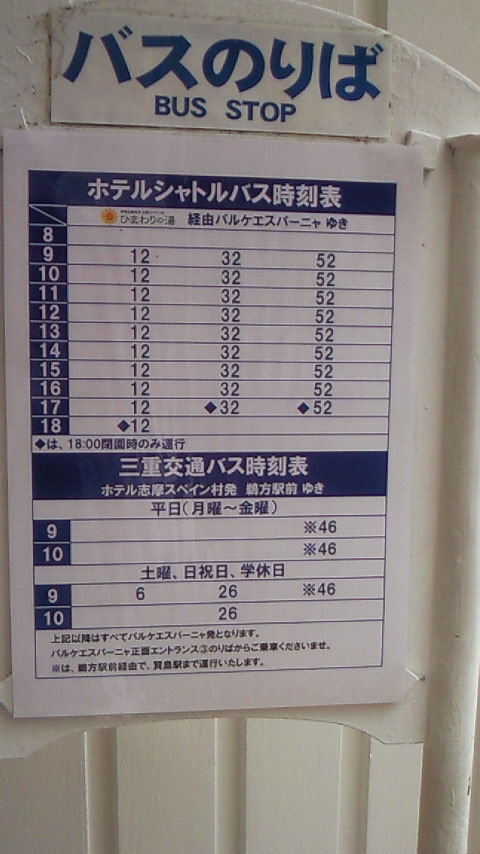 バスのりば
BUS STOP
ホテルシャトルバス時刻表
ひまわりの湯 経由パルケエスパーニャ ゆき
8
9 12 32 52
10 12 32 52
11 12 32 52
12 12 32 52
13 12 32 52
14 12 32 52
15 12 32 52
16 12 32 52
17 12 ◆32 ◆52
18 ◆12
◆は、18:00閉園時のみ運行
三重交通バス時刻表
ホテル志摩スペイン村発 鵜方駅前 ゆき
平日(月曜〜金曜)
9 ※46
10 ※46
土曜、日祝日、学休日
9 6 26 ※46
10 26
上記以降はすべてパルケエスパーニャ発となります。
パルケエスパーニャ正面エントランス③のりばからご乗車くださいませ。
※は、鵜方駅前経由で、賢島駅まで運行いたします。